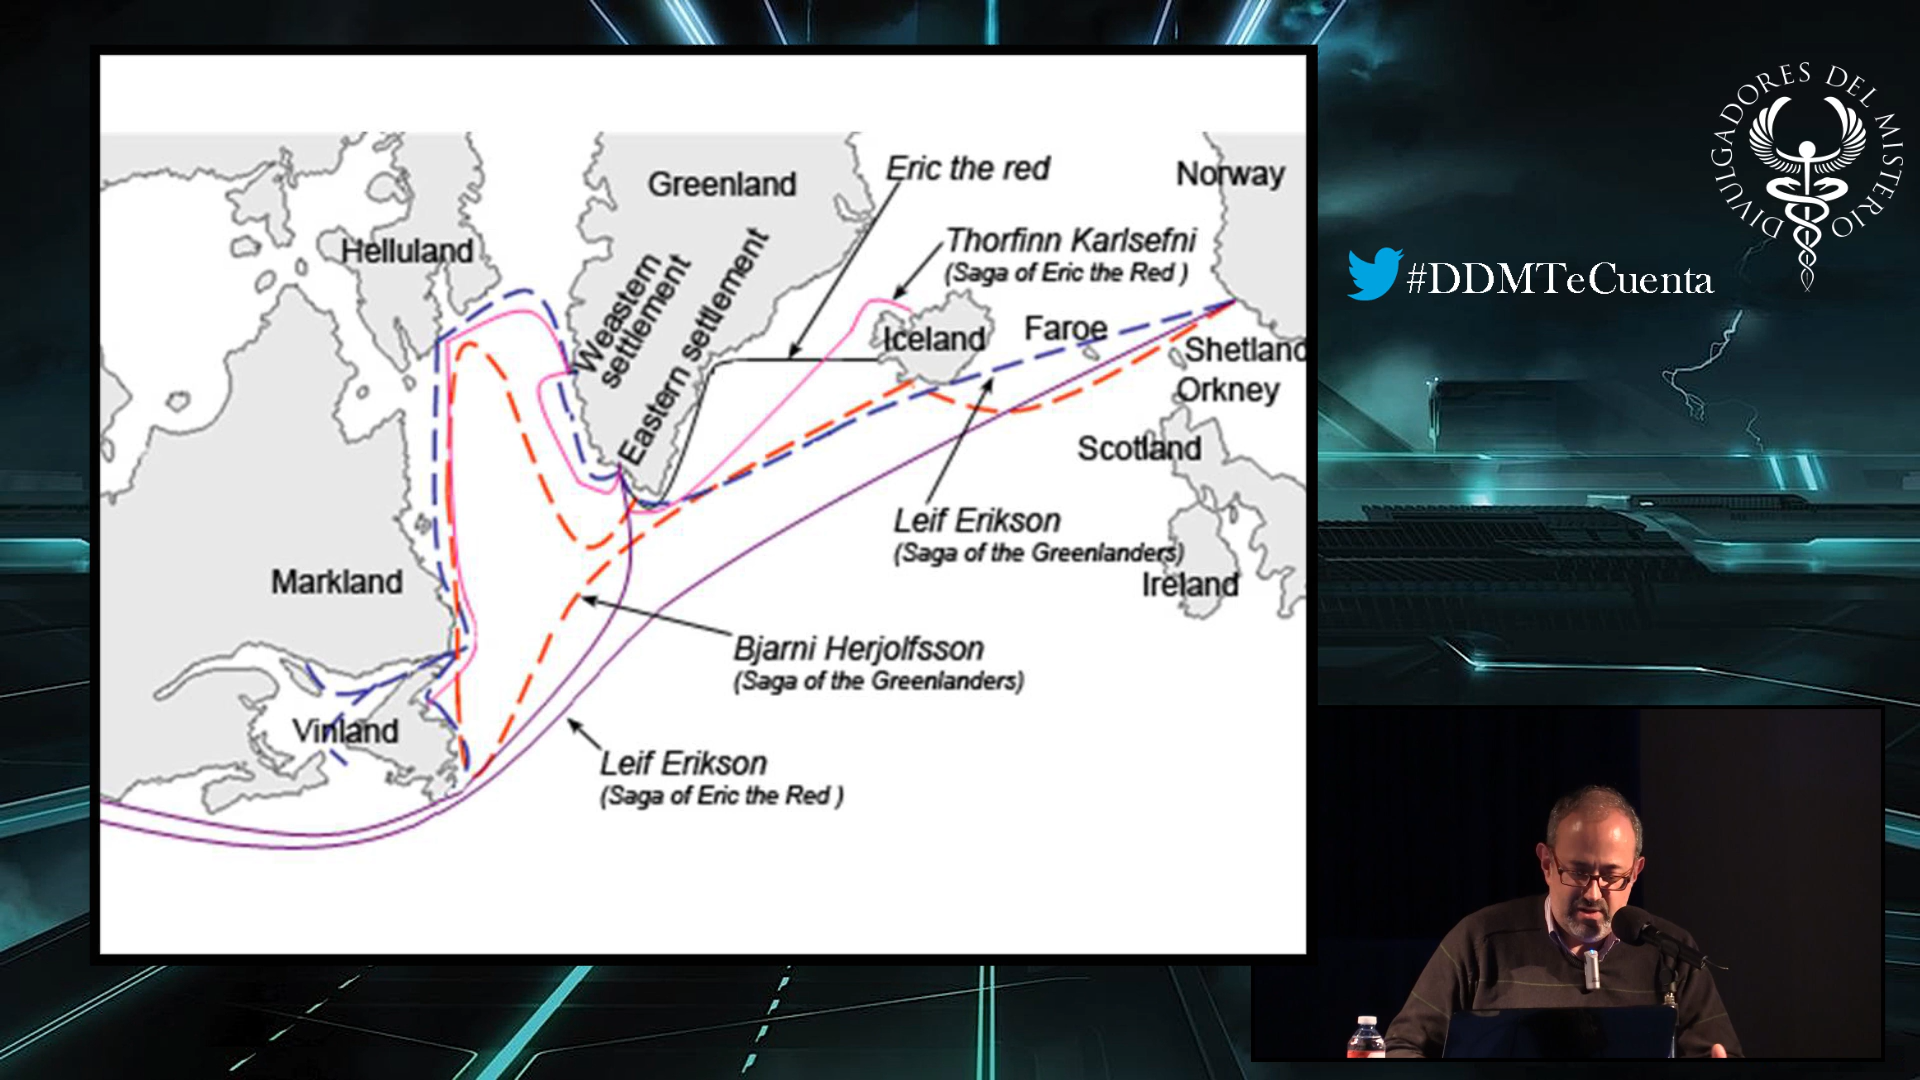 Eric the red
Greenland
Norway
Helluland
Thorfinn Karlsefni
(Saga of Eric the Red )
Weastern
settlement
Eastern settlement
Iceland
Faroe
Shetland
Orkney
Scotland
Leif Erikson
(Saga of the Greenlanders)
Ireland
Markland
Bjarni Herjolfsson
(Saga of the Greenlanders)
Vinland
Leif Erikson
(Saga of Eric the Red )
DIVULGADORES DEL MISTERIO
#DDMTeCuenta